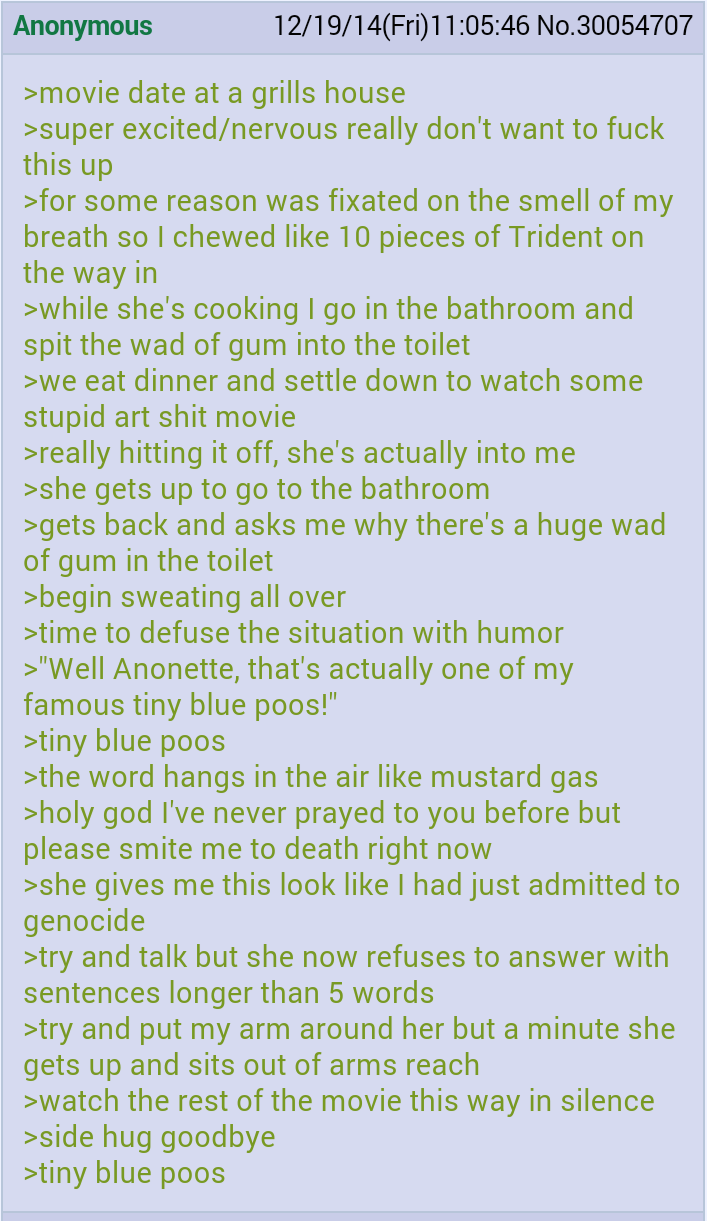 Anonymous 12/19/14(Fri)11:05:46 No.30054707
>movie date at a grills house
>super excited/nervous really don't want to fuck
this up
>for some reason was fixated on the smell of my
breath so I chewed like 10 pieces of Trident on
the way in
>while she's cooking I go in the bathroom and
spit the wad of gum into the toilet
>we eat dinner and settle down to watch some
stupid art shit movie
>really hitting it off, she's actually into me
>she gets up to go to the bathroom
>gets back and asks me why there's a huge wad
of gum in the toilet
>begin sweating all over
>time to defuse the situation with humor
>"Well Anonette, that's actually one of my
famous tiny blue poos!"
>tiny blue poos
>the word hangs in the air like mustard gas
>holy god I've never prayed to you before but
please smite me to death right now
>she gives me this look like I had just admitted to
genocide
>try and talk but she now refuses to answer with
sentences longer than 5 words
>try and put my arm around her but a minute she
gets up and sits out of arms reach
>watch the rest of the movie this way in silence
>side hug goodbye
>tiny blue poos